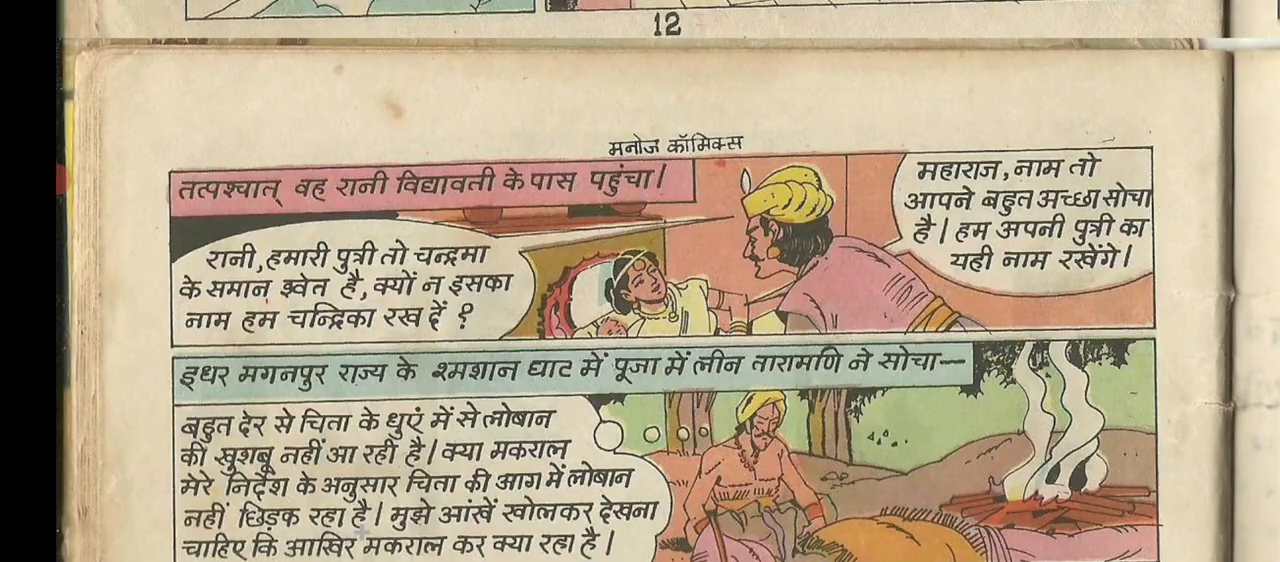 12
मनोज कॉमिक्स
तत्पश्चात् वह रानी विद्यावती के पास पहुंचा।
रानी, हमारी पुत्री तो चन्द्रमा
के समान श्वेत है, क्यों न इसका
नाम हम चन्द्रिका रख दें ?
महाराज, नाम तो
आपने बहुत अच्छा सोचा
है। हम अपनी पुत्री का
यही नाम रखेंगे।
इधर मगनपुर राज्य के श्मशान घाट में पूजा में लीन तारामणि ने सोचा—
बहुत देर से चिता के धुएं में से लोबान
की खुशबू नहीं आ रही है। क्या मकराल
मेरे निर्देश के अनुसार चिता की आग में लोबान
नहीं छिड़क रहा है। मुझे आंखें खोलकर देखना
चाहिए कि आखिर मकराल कर क्या रहा है।